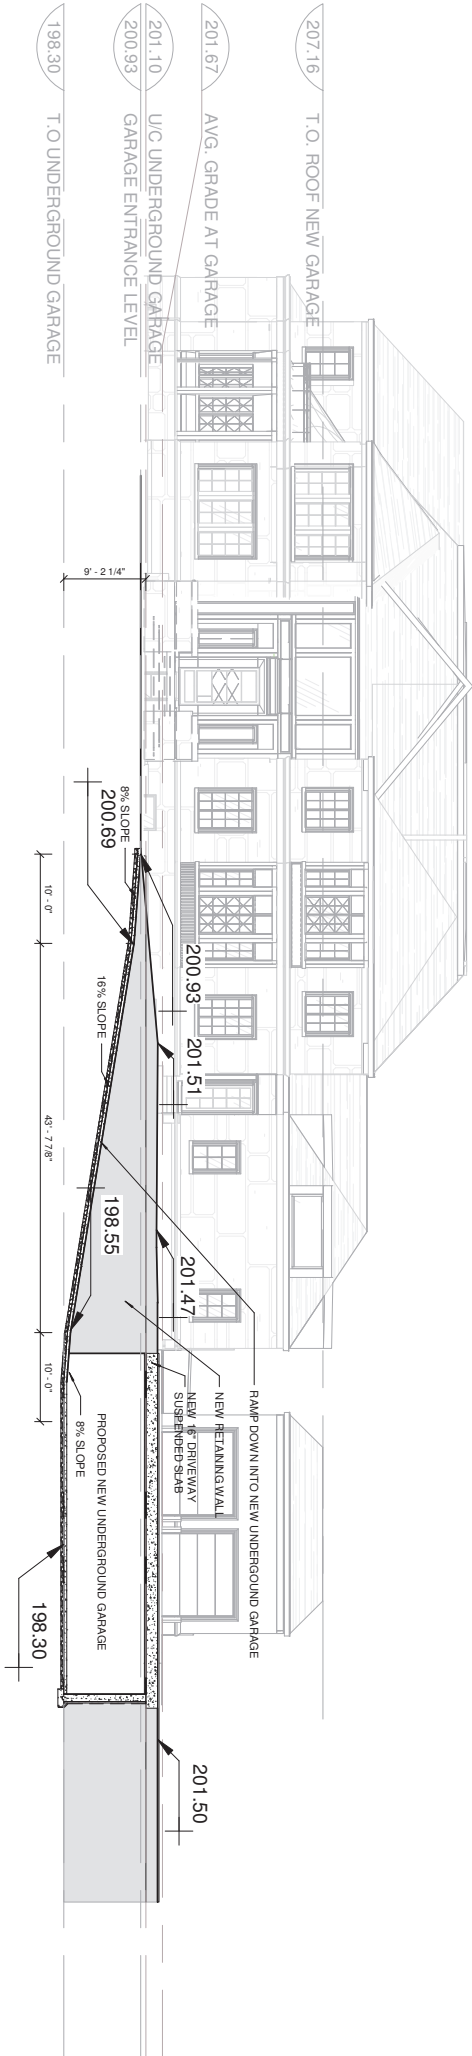 207.16
T.O. ROOF NEW GARAGE
201.67
AVG. GRADE AT GARAGE
201.10
U/C UNDERGROUND GARAGE
200.93
GARAGE ENTRANCE LEVEL
198.30
T.O UNDERGROUND GARAGE
9' - 2 1/4"
8% SLOPE
200.69
10' - 0"
200.93
201.51
16% SLOPE
43' - 7 7/8"
198.55
201.47
10' - 0"
8% SLOPE
RAMP DOWN INTO NEW UNDERGOUND GARAGE
NEW RETAINING WALL
NEW 16" DRIVEWAY
SUSPENDED SLAB
PROPOSED NEW UNDERGROUND GARAGE
198.30
201.50